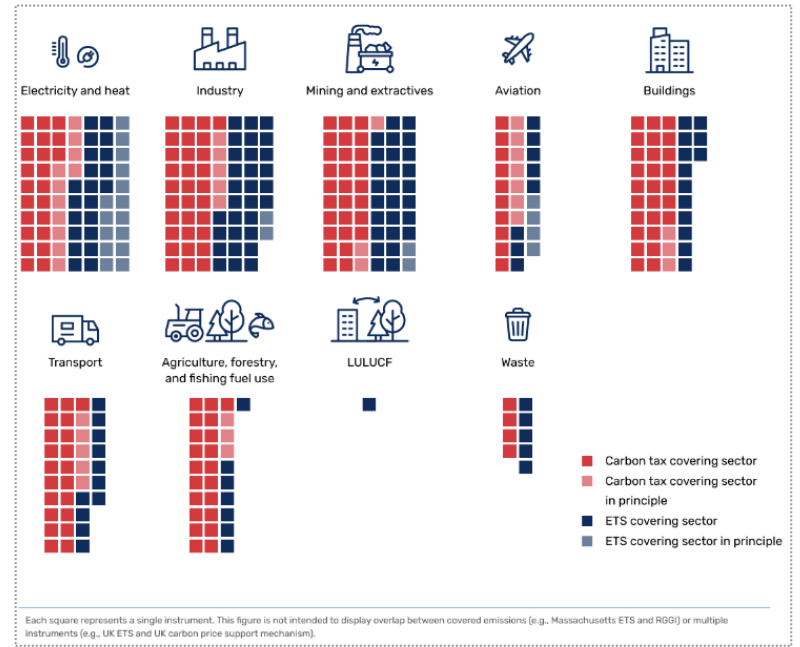 Electricity and heat
Industry
Mining and extractives
Aviation
Buildings
Transport
Agriculture, forestry,
and fishing fuel use
LULUCF
Waste
Carbon tax covering sector
Carbon tax covering sector
in principle
ETS covering sector
ETS covering sector in principle
Each square represents a single instrument. This figure is not intended to display overlap between covered emissions (e.g., Massachusetts ETS and RGGI) or multiple
instruments (e.g., UK ETS and UK carbon price support mechanism).